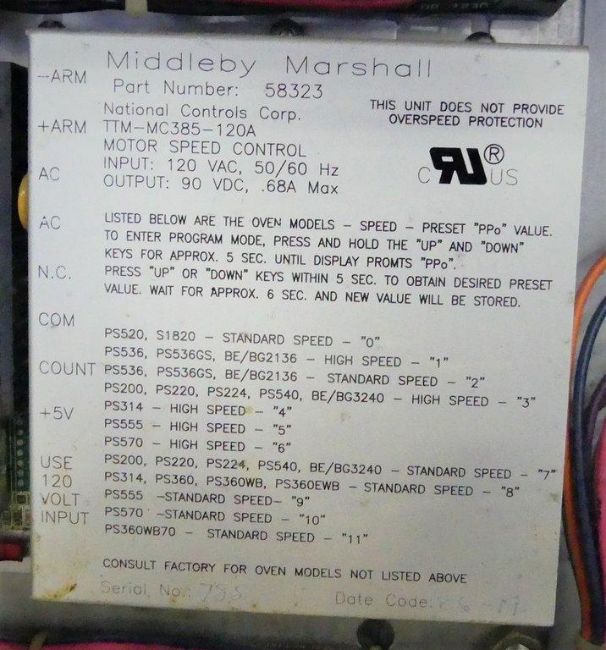 Middleby Marshall
Part Number: 58323
National Controls Corp.
TTM-MC385-120A
MOTOR SPEED CONTROL
INPUT: 120 VAC, 50/60 Hz
OUTPUT: 90 VDC, .68A Max
THIS UNIT DOES NOT PROVIDE
OVERSPEED PROTECTION
C RU® US
-ARM
+ARM
AC
AC
N.C.
COM
COUNT
+5V
USE
120
VOLT
INPUT
LISTED BELOW ARE THE OVEN MODELS - SPEED - PRESET "PPo" VALUE.
TO ENTER PROGRAM MODE, PRESS AND HOLD THE "UP" AND "DOWN"
KEYS FOR APPROX. 5 SEC. UNTIL DISPLAY PROMTS "PPo".
PRESS "UP" OR "DOWN" KEYS WITHIN 5 SEC. TO OBTAIN DESIRED PRESET
VALUE. WAIT FOR APPROX. 6 SEC. AND NEW VALUE WILL BE STORED.
PS520, S1820 - STANDARD SPEED - "0"
PS536, PS536GS, BE/BG2136 - HIGH SPEED - "1"
PS536, PS536GS, BE/BG2136 - STANDARD SPEED - "2"
PS200, PS220, PS224, PS540, BE/BG3240 - HIGH SPEED - "3"
PS314 - HIGH SPEED - "4"
PS555 - HIGH SPEED - "5"
PS570 - HIGH SPEED - "6"
PS200, PS220, PS224, PS540, BE/BG3240 - STANDARD SPEED - "7"
PS314, PS360, PS360WB, PS360EWB - STANDARD SPEED - "8"
PS555 -STANDARD SPEED- "9"
PS570 -STANDARD SPEED - "10"
PS360WB70 - STANDARD SPEED - "11"
CONSULT FACTORY FOR OVEN MODELS NOT LISTED ABOVE
Serial No.:
Date Code: